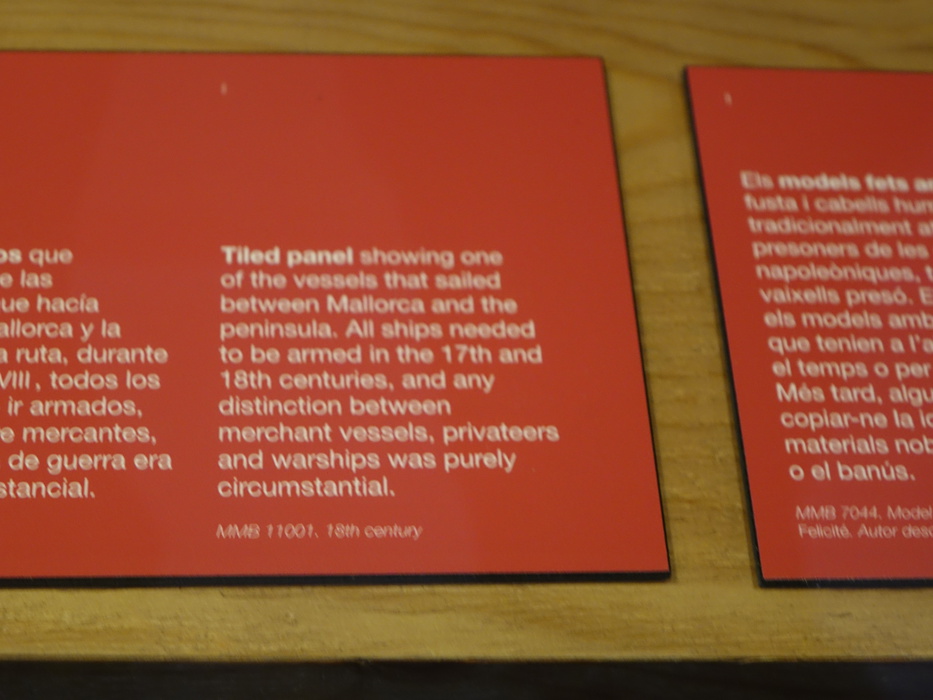 os que
e las
ue hacía
allorca y la
a ruta, durante
VIII, todos los
ir armados,
e mercantes,
de guerra era
stancial.
Tiled panel showing one
of the vessels that sailed
between Mallorca and the
peninsula. All ships needed
to be armed in the 17th and
18th centuries, and any
distinction between
merchant vessels, privateers
and warships was purely
circumstantial.
MMB 11001. 18th century
Els models fets a
fusta i cabells hum
tradicionalment a
presoners de les
napoleòniques, t
vaixells presó. E
els models amb
que tenien a l'a
el temps o per
Més tard, algu
copiar-ne la i
materials nob
o el banús.
MMB 7044. Model
Felicité. Autor desc